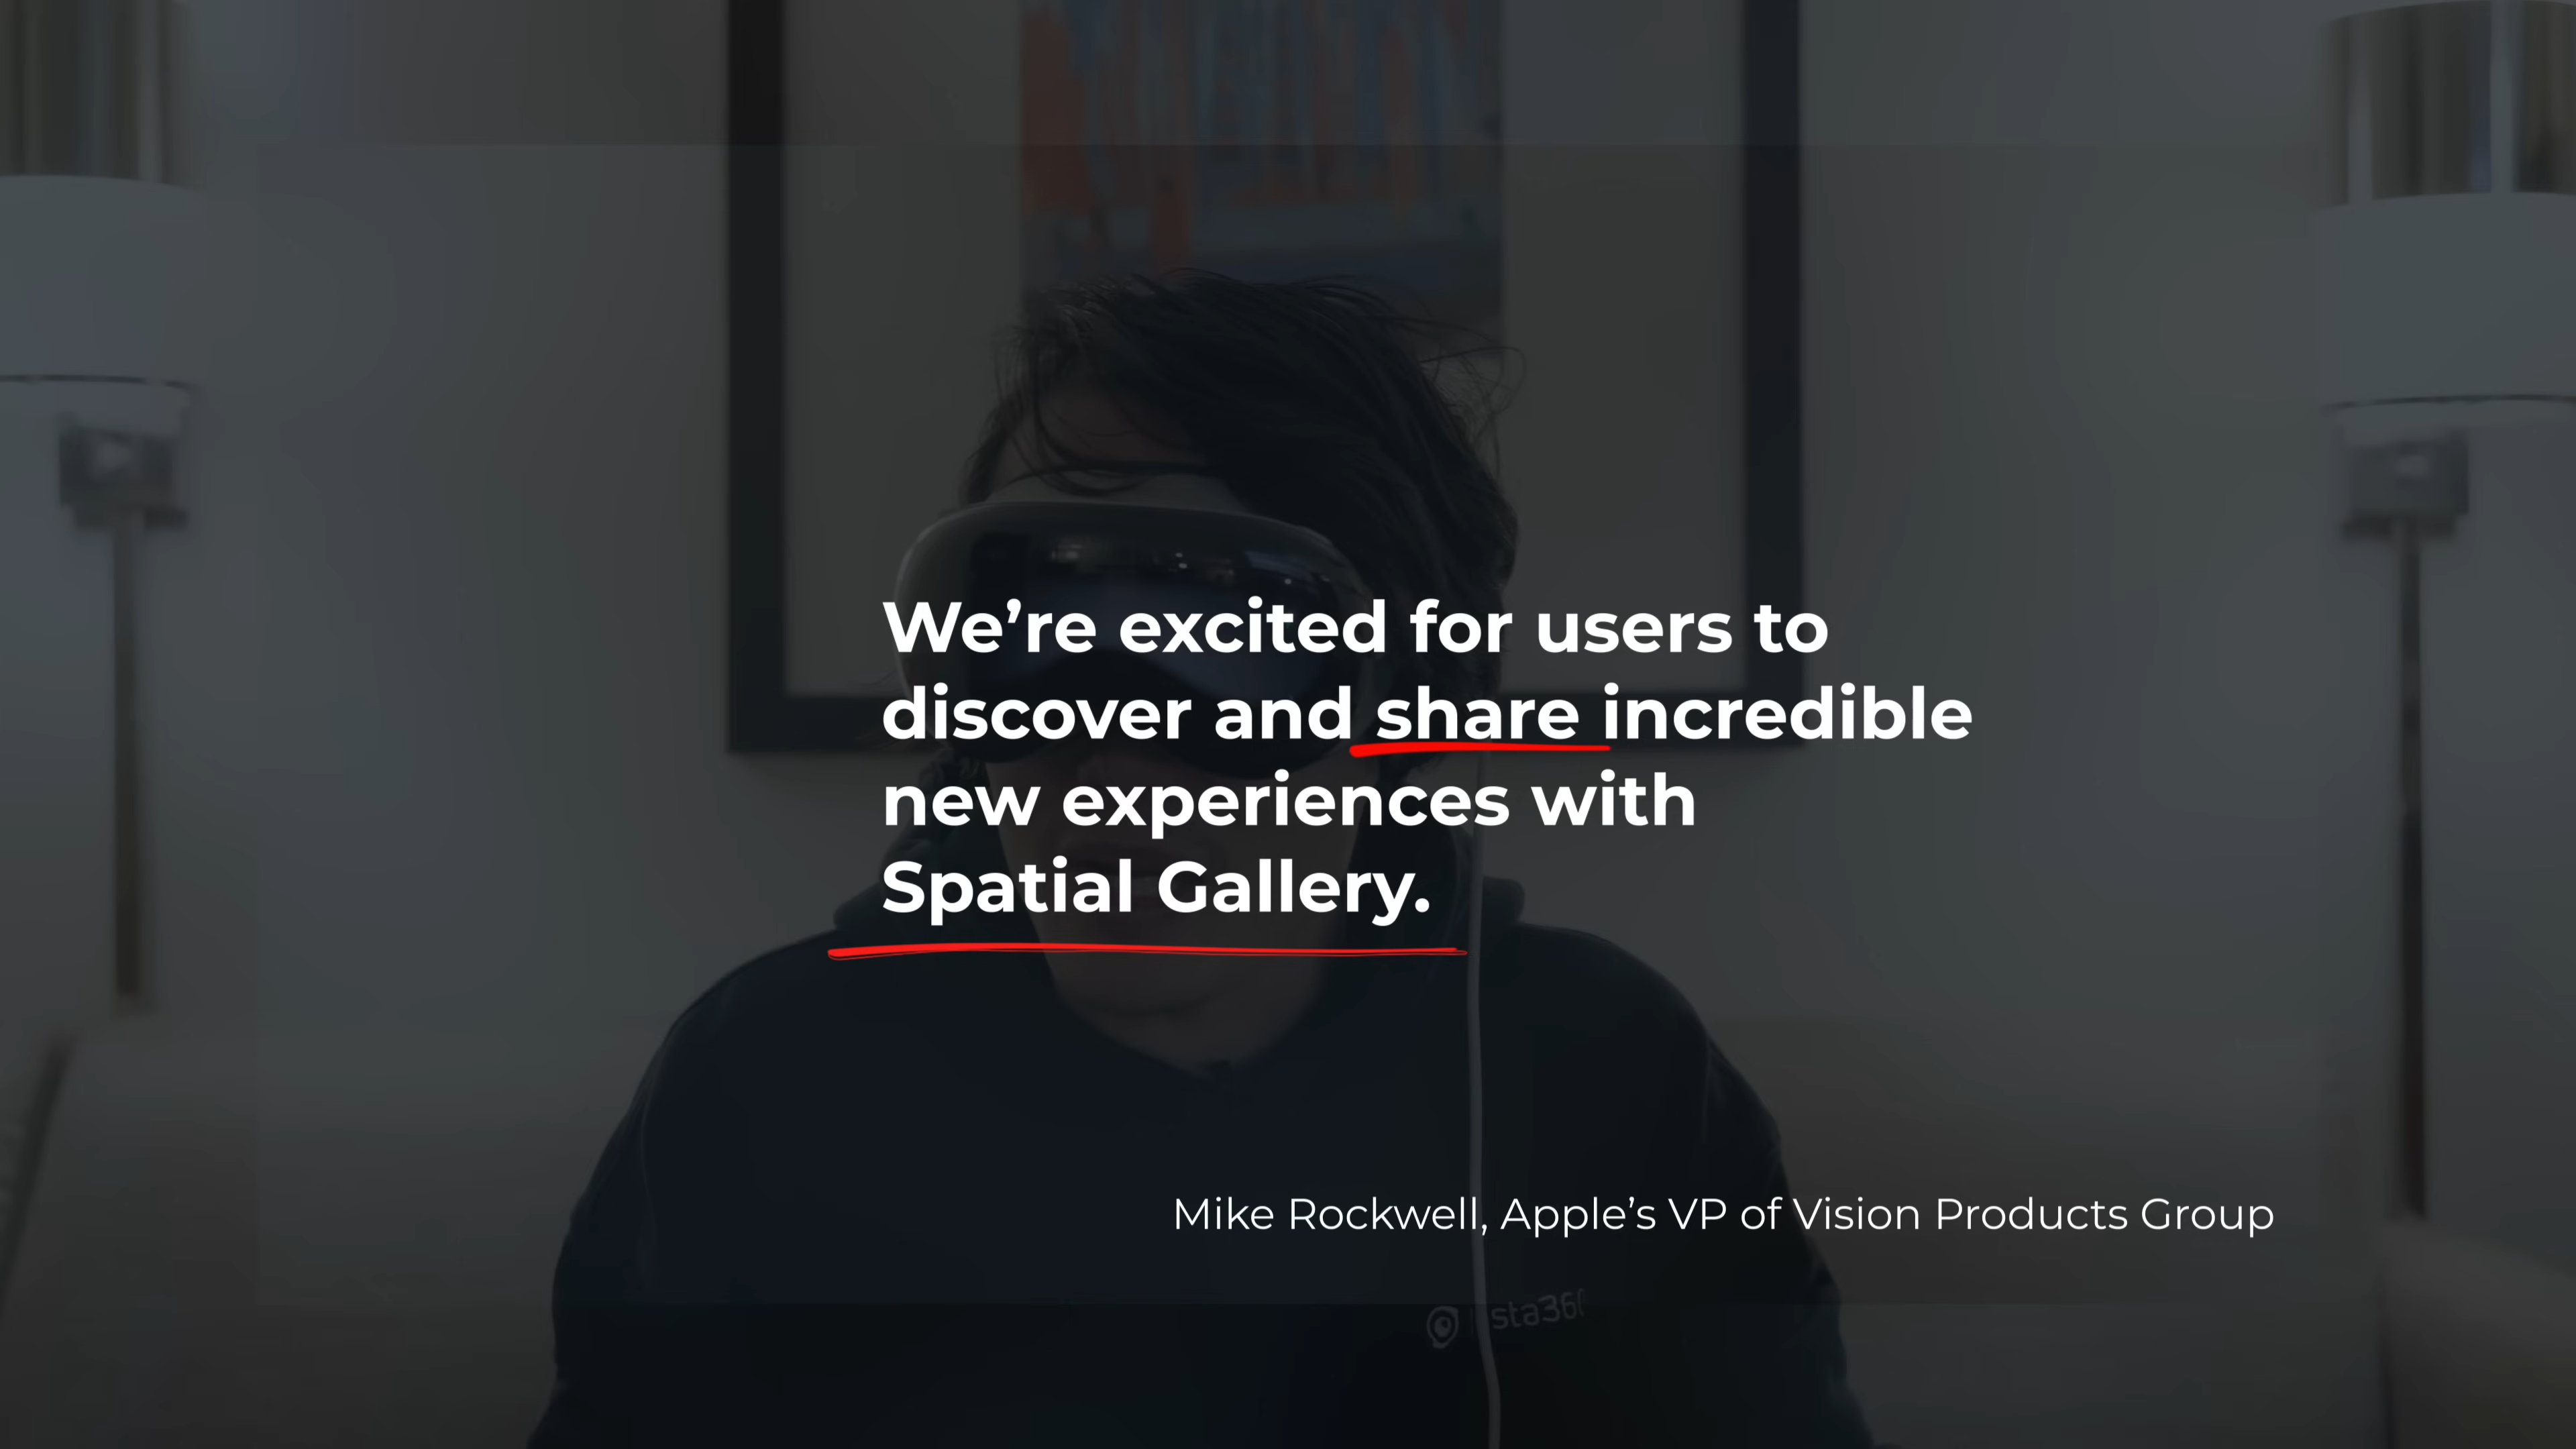 We’re excited for users to
discover and share incredible
new experiences with
Spatial Gallery.
Mike Rockwell, Apple’s VP of Vision Products Group
sta360